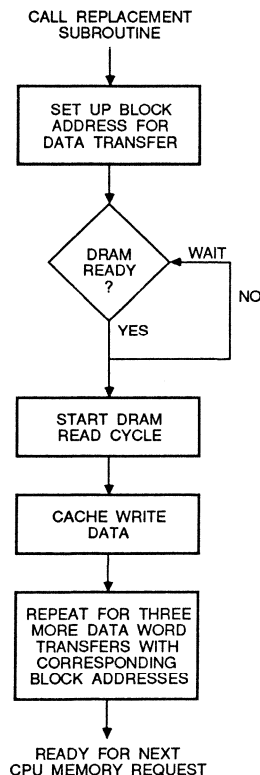 CALL REPLACEMENT
SUBROUTINE
SET UP BLOCK
ADDRESS FOR
DATA TRANSFER
DRAM
READY
?
WAIT
NO
YES
START DRAM
READ CYCLE
CACHE WRITE
DATA
REPEAT FOR THREE
MORE DATA WORD
TRANSFERS WITH
CORRESPONDING
BLOCK ADDRESSES
READY FOR NEXT
CPU MEMORY REQUEST